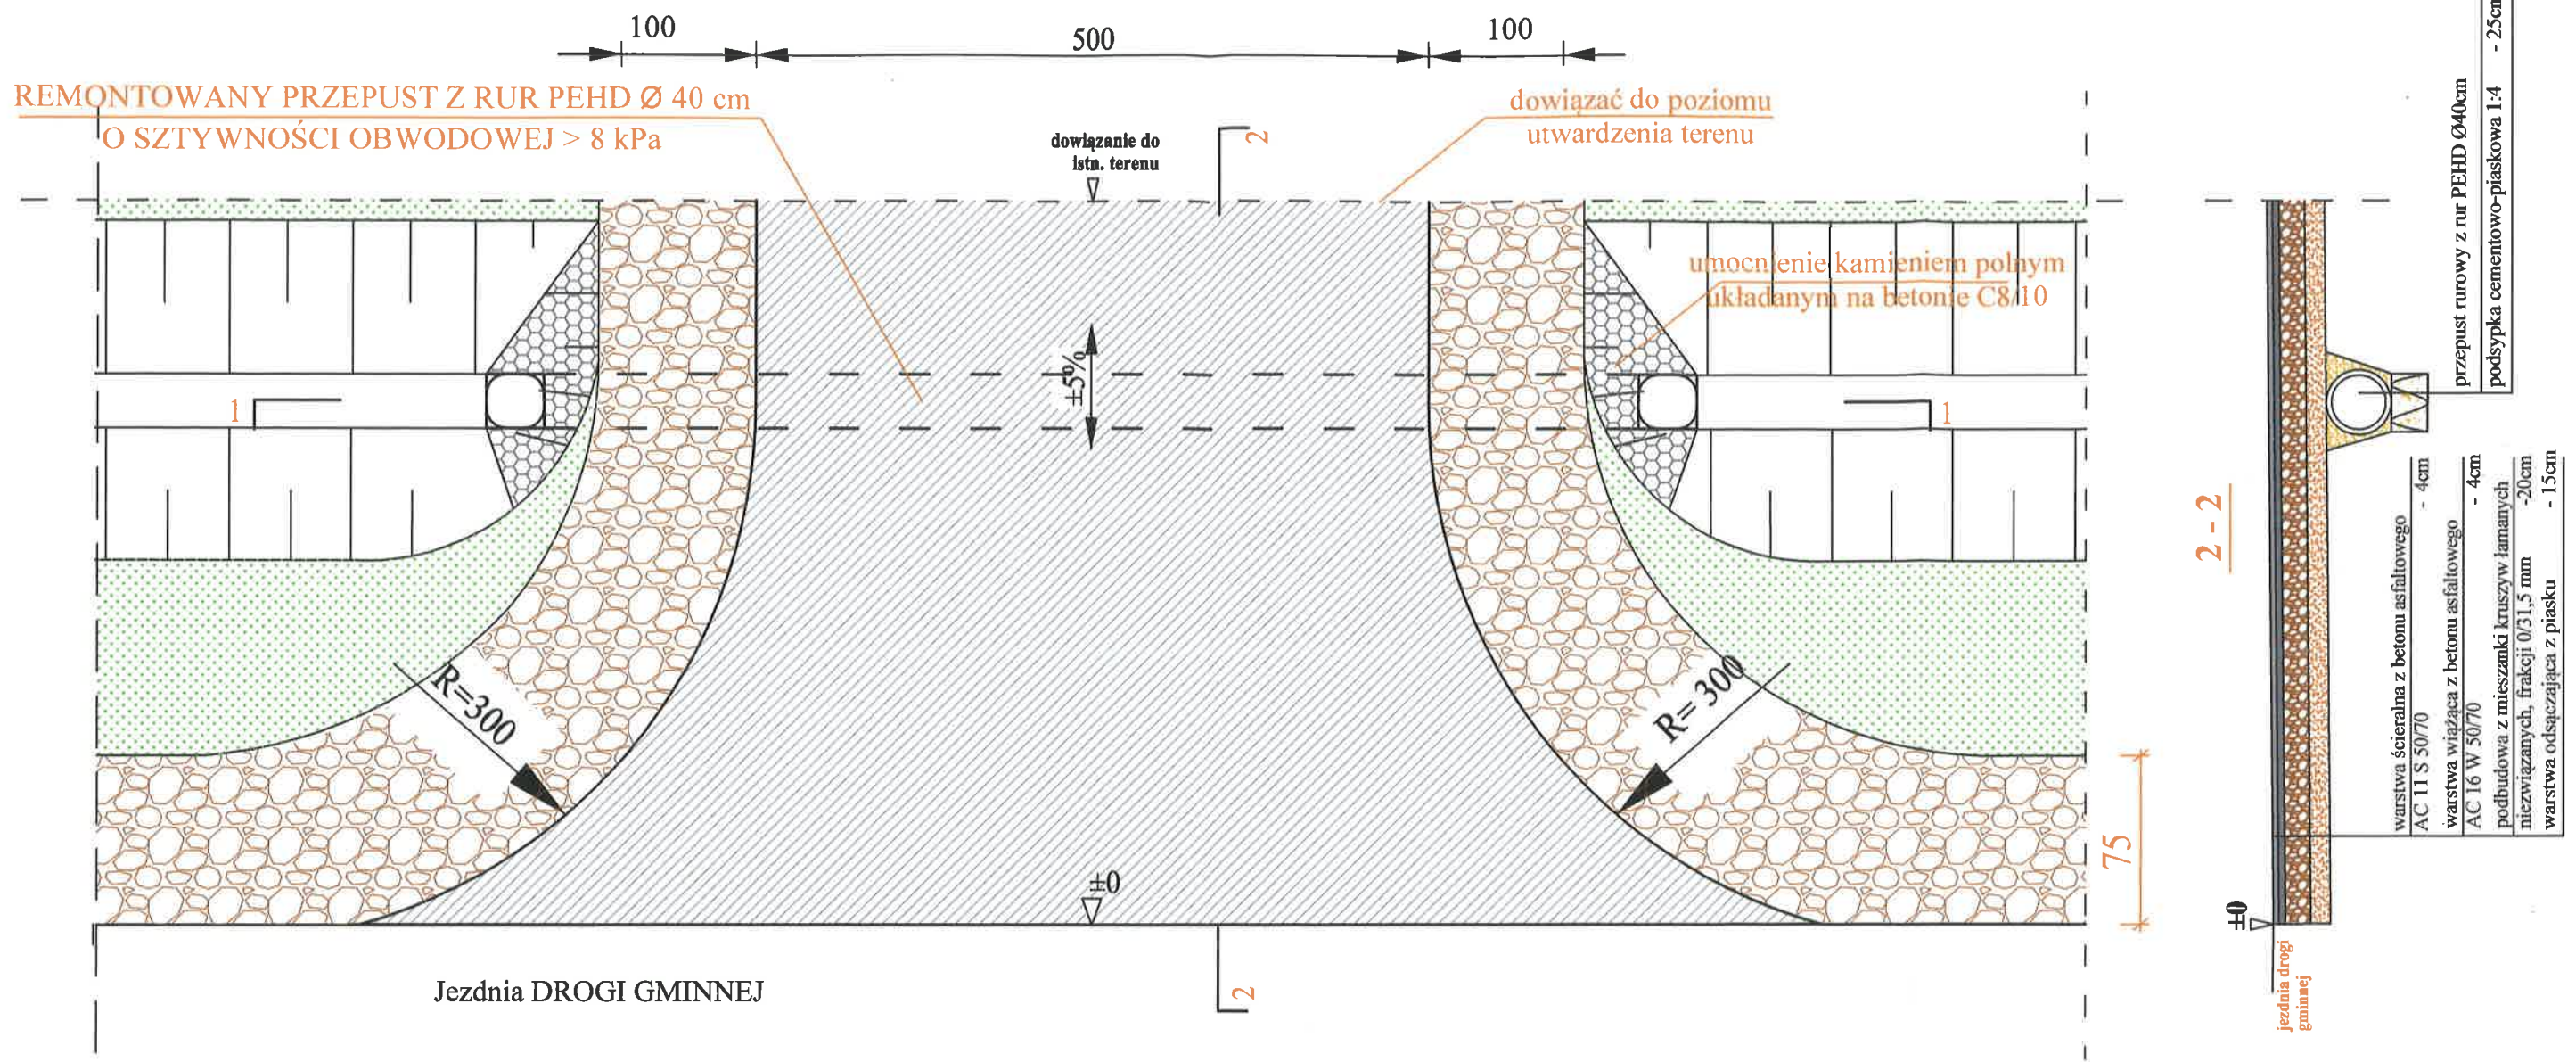 100
500
100
REMONTOWANY PRZEPUST Z RUR PEHD Ø 40 cm
O SZTYWNOŚCI OBWODOWEJ > 8 kPa
dowiązanie do
istn. terenu
2
dowiązać do poziomu
utwardzenia terenu
umocnienie kamieniem polnym
układanym na betonie C8/10
±5%
1
1
R=300
R= 300
75
±0
Jezdnia DROGI GMINNEJ
2
2 - 2
przepust rurowy z rur PEHD Ø40cm
podsypka cementowo-piaskowa 1:4 - 25cm
warstwa ścieralna z betonu asfaltowego
AC 11 S 50/70 - 4cm
warstwa wiążąca z betonu asfaltowego
AC 16 W 50/70 - 4cm
podbudowa z mieszanki kruszyw łamanych
niezwiązanych, frakcji 0/31,5 mm -20cm
warstwa odsączająca z piasku - 15cm
±0
jezdnia drogi
gminnej